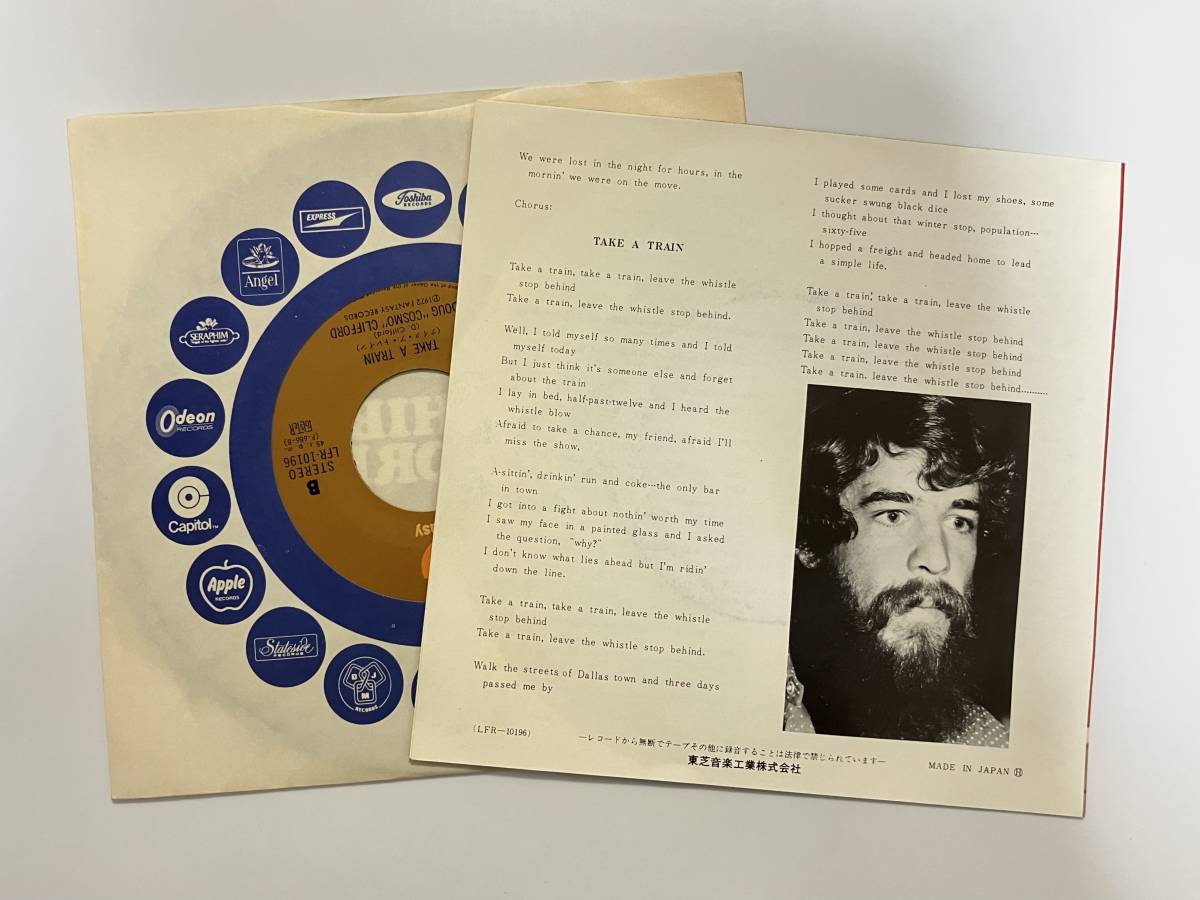 Toshiba
RECORDS
EXPRESS
Angel
SERAPHIM
Odeon
RECORDS
Capitol™
Apple
RECORDS
Stateside
RECORDS
D J
M
RECORDS
TAKE A TRAIN
(テイク・ア・トレイン)
(D. Clifford)
DOUG "COSMO" CLIFFORD
Ⓟ1972 FANTASY RECORDS
B
STEREO
LFR-10196
(F-686-B)
We were lost in the night for hours, in the
mornin' we were on the move.
Chorus:
TAKE A TRAIN
Take a train, take a train, leave the whistle
stop behind
Take a train, leave the whistle stop behind.
Well, I told myself so many times and I told
myself today
But I just think it's someone else and forget
about the train
I lay in bed, half-past-twelve and I heard the
whistle blow
Afraid to take a chance, my friend, afraid I'll
miss the show,
A-sittin', drinkin' run and coke…the only bar
in town
I got into a fight about nothin' worth my time
I saw my face in a painted glass and I asked
the question, "why?"
I don't know what lies ahead but I'm ridin'
down the line.
Take a train, take a train, leave the whistle
stop behind
Take a train, leave the whistle stop behind.
Walk the streets of Dallas town and three days
passed me by
I played some cards and I lost my shoes, some
sucker swung black dice
I thought about that winter stop, population…
sixty-five
I hopped a freight and headed home to lead
a simple life.
Take a train, take a train, leave the whistle
stop behind
Take a train, leave the whistle stop behind
Take a train, leave the whistle stop behind
Take a train, leave the whistle stop behind
Take a train. leave the whistle stop behind..........
(LFR—10196)
—レコードから無断でテープその他に録音することは法律で禁じられています—
東芝音楽工業株式会社
MADE IN JAPAN Ⓗ